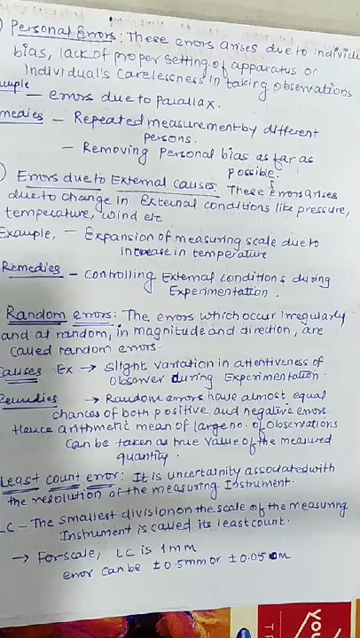 ) Personal Errors: These errors arises due to individu
bias, lack of proper setting of apparatus or
Individual's carelessness in taking observations
ample - errors due to parallax.
medies - Repeated measurement by different
persons.
- Removing Personal bias as far as
possible.
) Errors due to External causes These errors arises
due to change in External conditions like pressure,
temperature, wind etc
Example, - Expansion of measuring scale due to
Increase in temperature
Remedies - controlling External conditions during
Experimentation.
Random errors: The errors which occur irregularly
and at random, in magnitude and direction, are
called random errors.
Causes Ex → Slight variation in attentiveness of
observer during Experimentation.
Remedies → Random errors have almost equal
chances of both positive and negative errors.
Hence arithmetic mean of large no. of observations
can be taken as true value of the measured
quantity.
Least count error: It is uncertainity associated with
the resolution of the measuring Instrument.
LC - The smallest division on the scale of the measuring
Instrument is called its least count.
→ For scale, LC is 1mm
error can be ±0.5mm or ±0.05cm
YOU